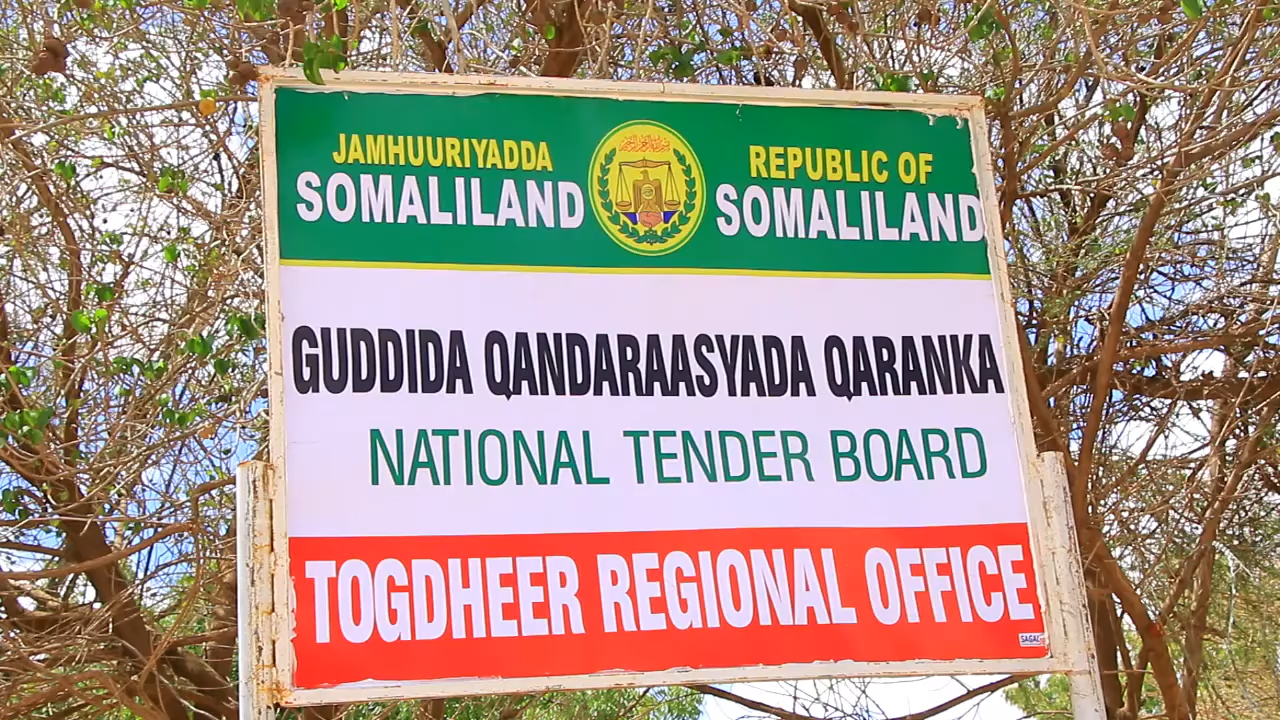 JAMHUURIYADDA
SOMALILAND
REPUBLIC OF
SOMALILAND
GUDDIDA QANDARAASYADA QARANKA
NATIONAL TENDER BOARD
TOGDHEER REGIONAL OFFICE
SAGAL